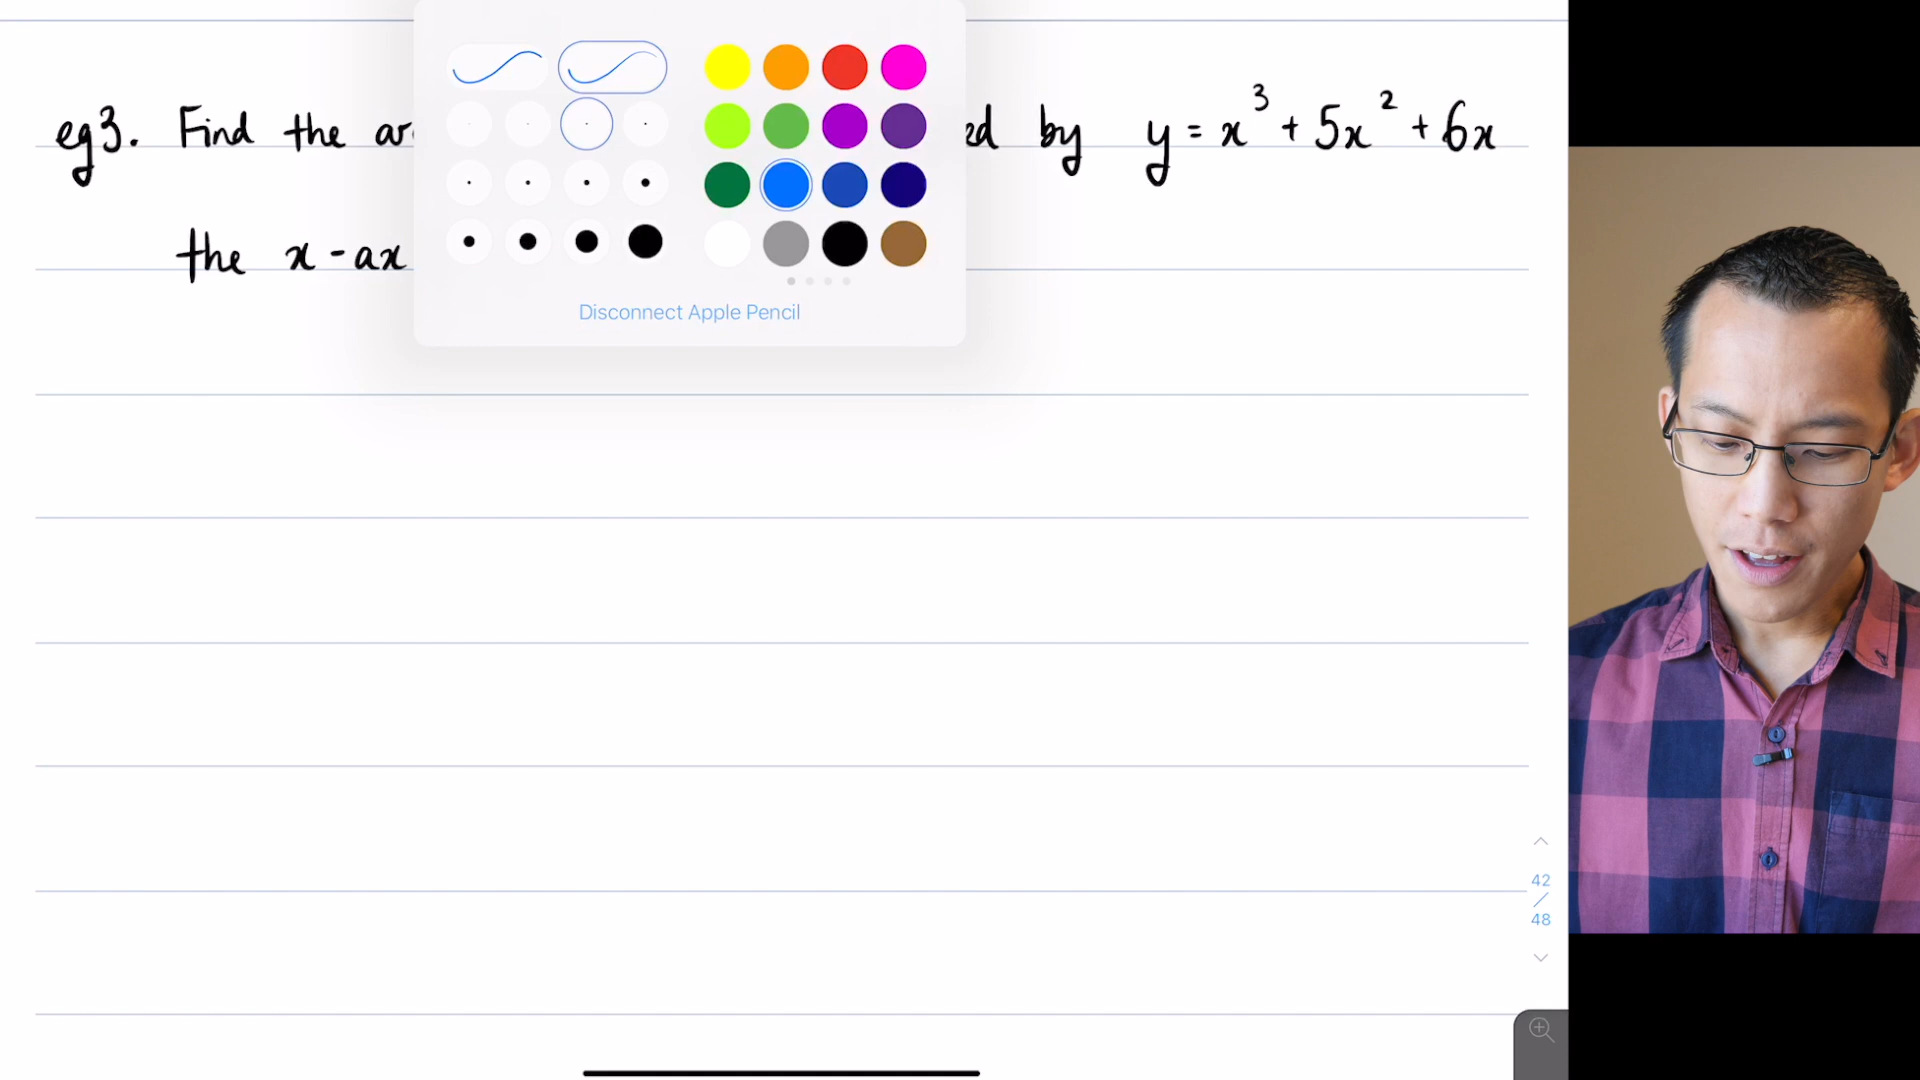 eg3. Find the ar ed by y = x³ + 5x² + 6x
the x-ax
Disconnect Apple Pencil
42
/
48